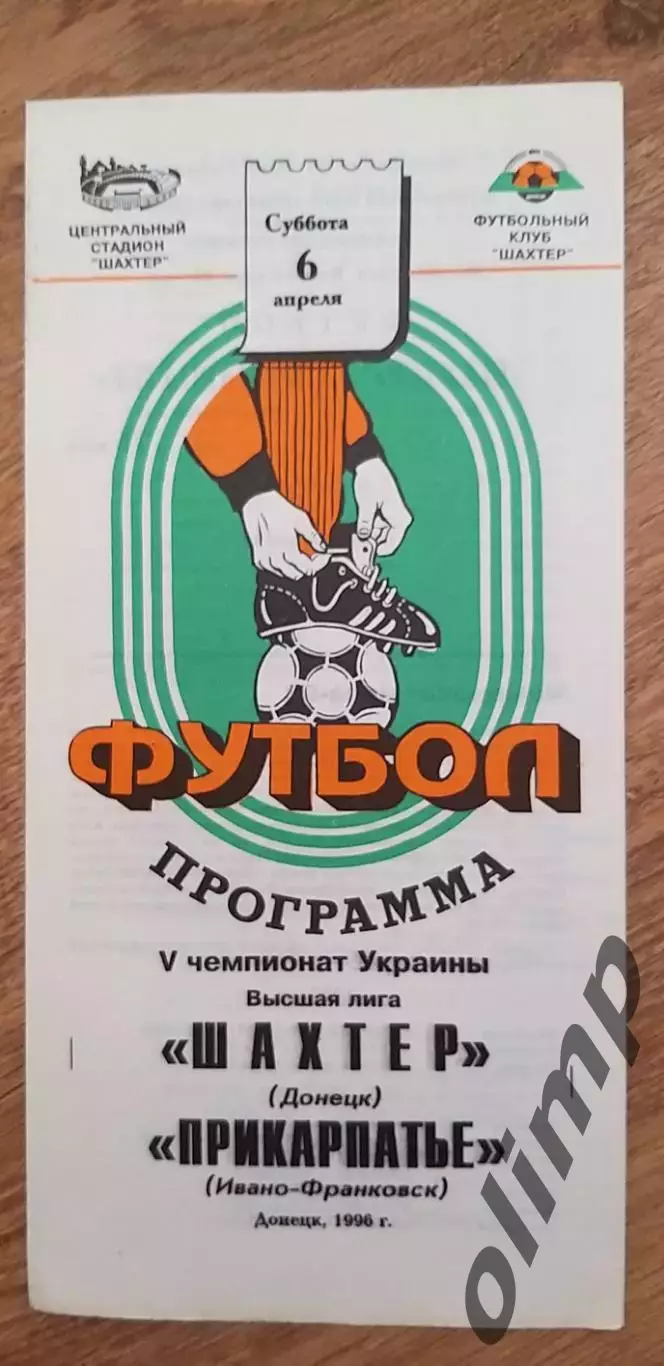 ЦЕНТРАЛЬНЫЙ
СТАДИОН
"ШАХТЕР"
Суббота
6
апреля
ФУТБОЛЬНЫЙ
КЛУБ
"ШАХТЕР"
ФУТБОЛ
ПРОГРАММА
V чемпионат Украины
Высшая лига
«ШАХТЕР»
(Донецк)
«ПРИКАРПАТЬЕ»
(Ивано-Франковск)
Донецк, 1996 г.
olimp